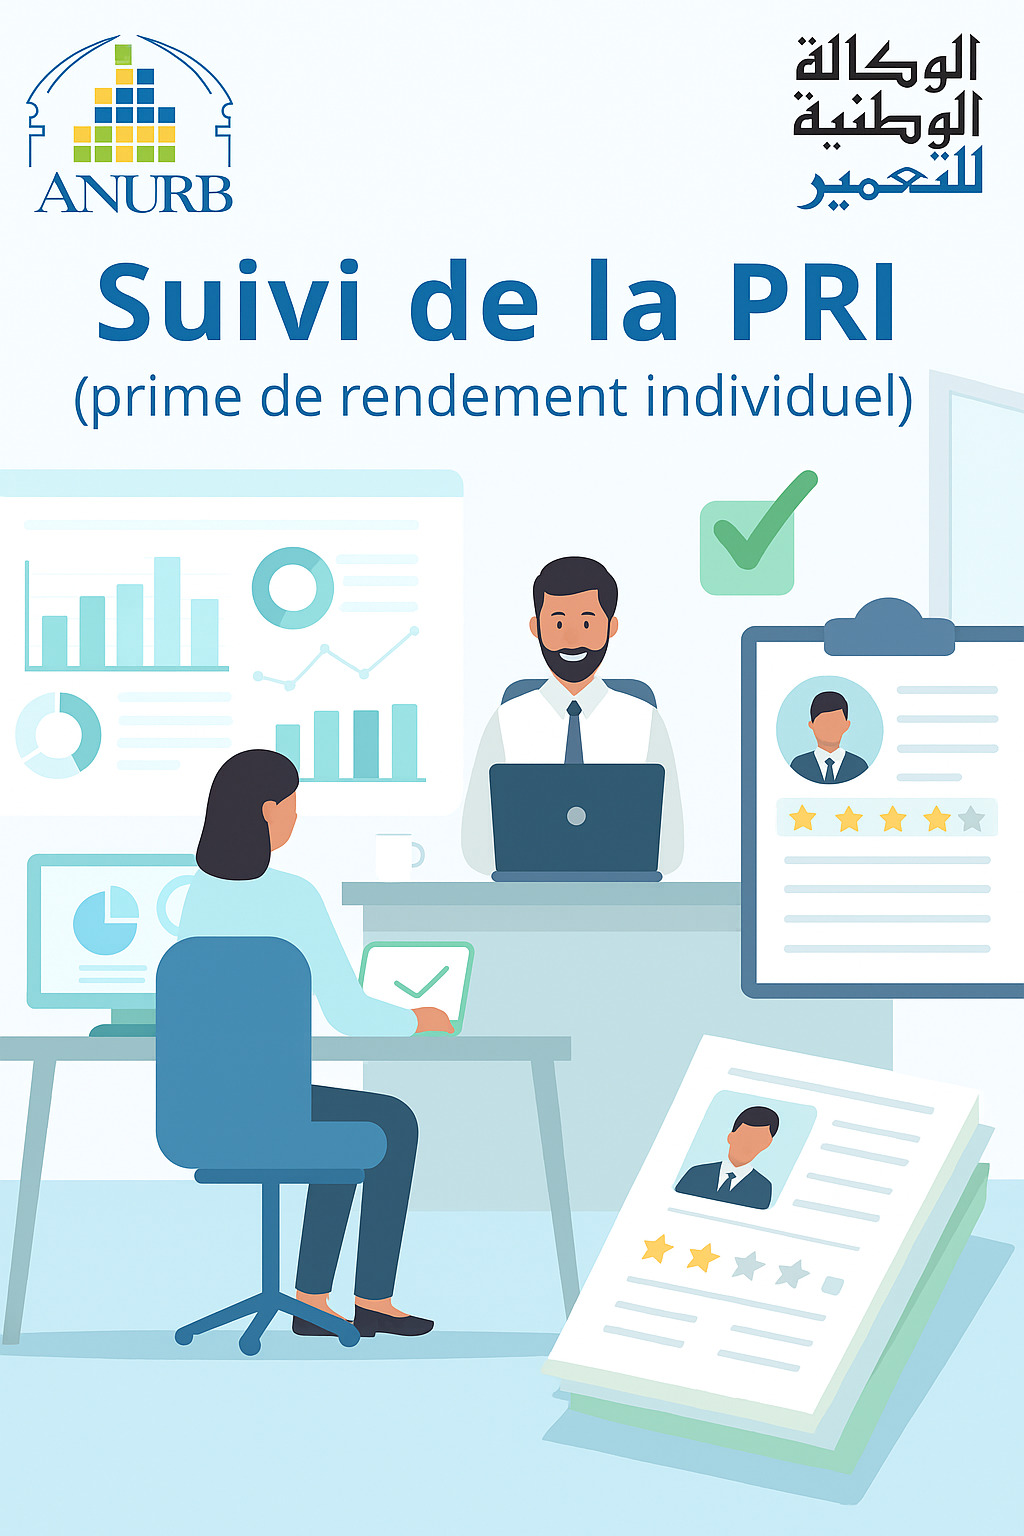 ANURB
الوكالة
الوطنية
للتعمير
Suivi de la PRI
(prime de rendement individuel)